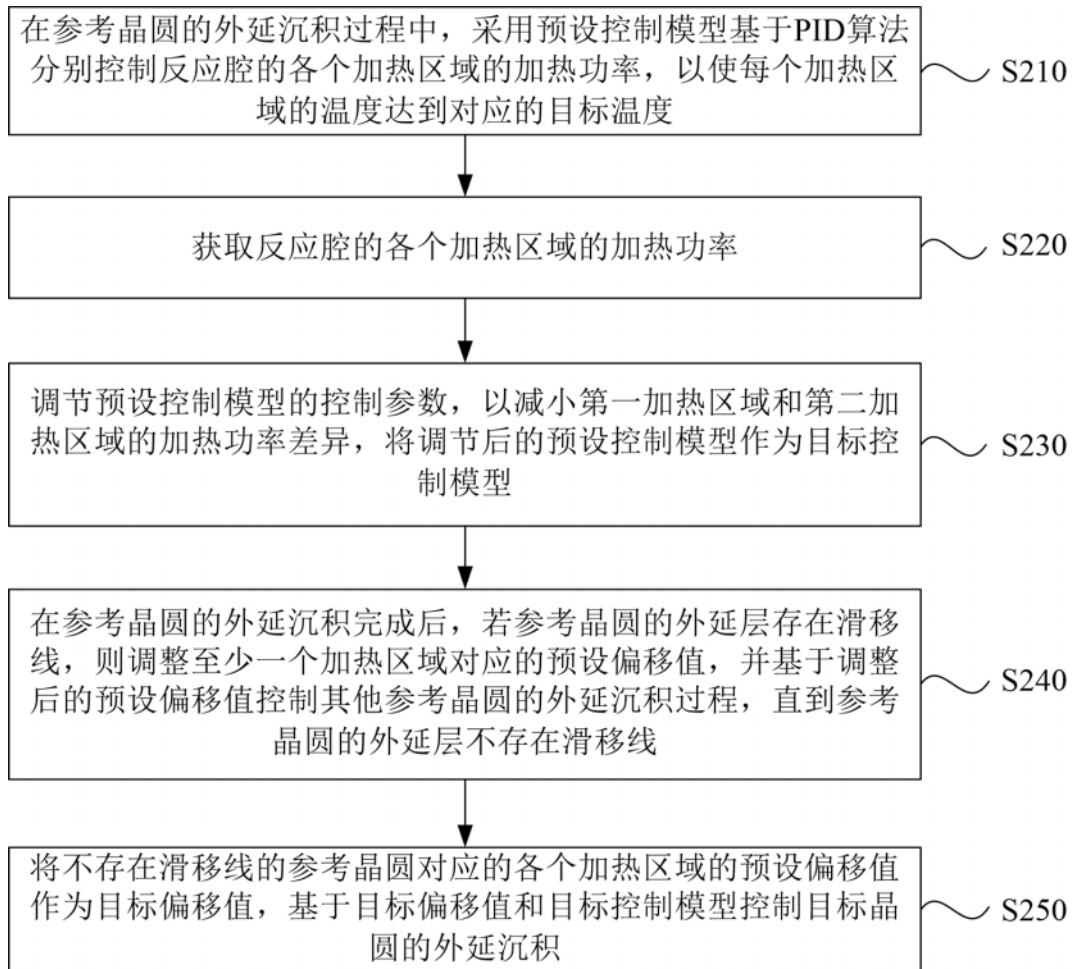 在参考晶圆的外延沉积过程中，采用预设控制模型基于PID算法
分别控制反应腔的各个加热区域的加热功率，以使每个加热区
域的温度达到对应的目标温度
S210
获取反应腔的各个加热区域的加热功率
S220
调节预设控制模型的控制参数，以减小第一加热区域和第二加
热区域的加热功率差异，将调节后的预设控制模型作为目标控
制模型
S230
在参考晶圆的外延沉积完成后，若参考晶圆的外延层存在滑移
线，则调整至少一个加热区域对应的预设偏移值，并基于调整
后的预设偏移值控制其他参考晶圆的外延沉积过程，直到参考
晶圆的外延层不存在滑移线
S240
将不存在滑移线的参考晶圆对应的各个加热区域的预设偏移值
作为目标偏移值，基于目标偏移值和目标控制模型控制目标晶
圆的外延沉积
S250